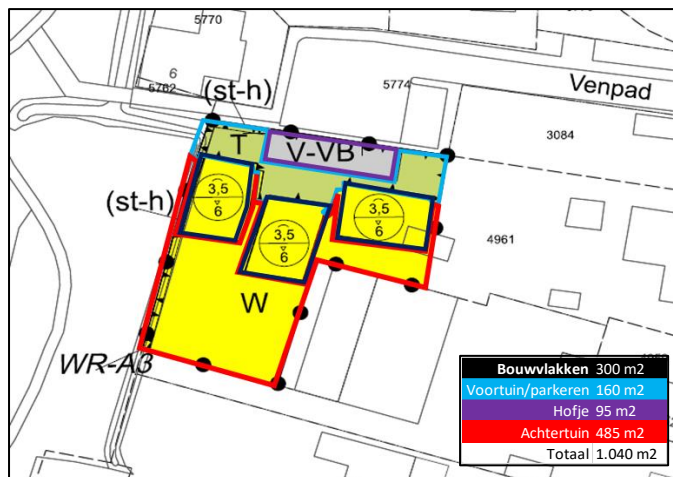 5770
6
5762
(st-h)
5774
Venpad
3084
T
V-VB
(st-h)
3,5
6
3,5
6
3,5
6
4961
W
WR-A3
Bouwvlakken 300 m2
Voortuin/parkeren 160 m2
Hofje 95 m2
Achtertuin 485 m2
Totaal 1.040 m2